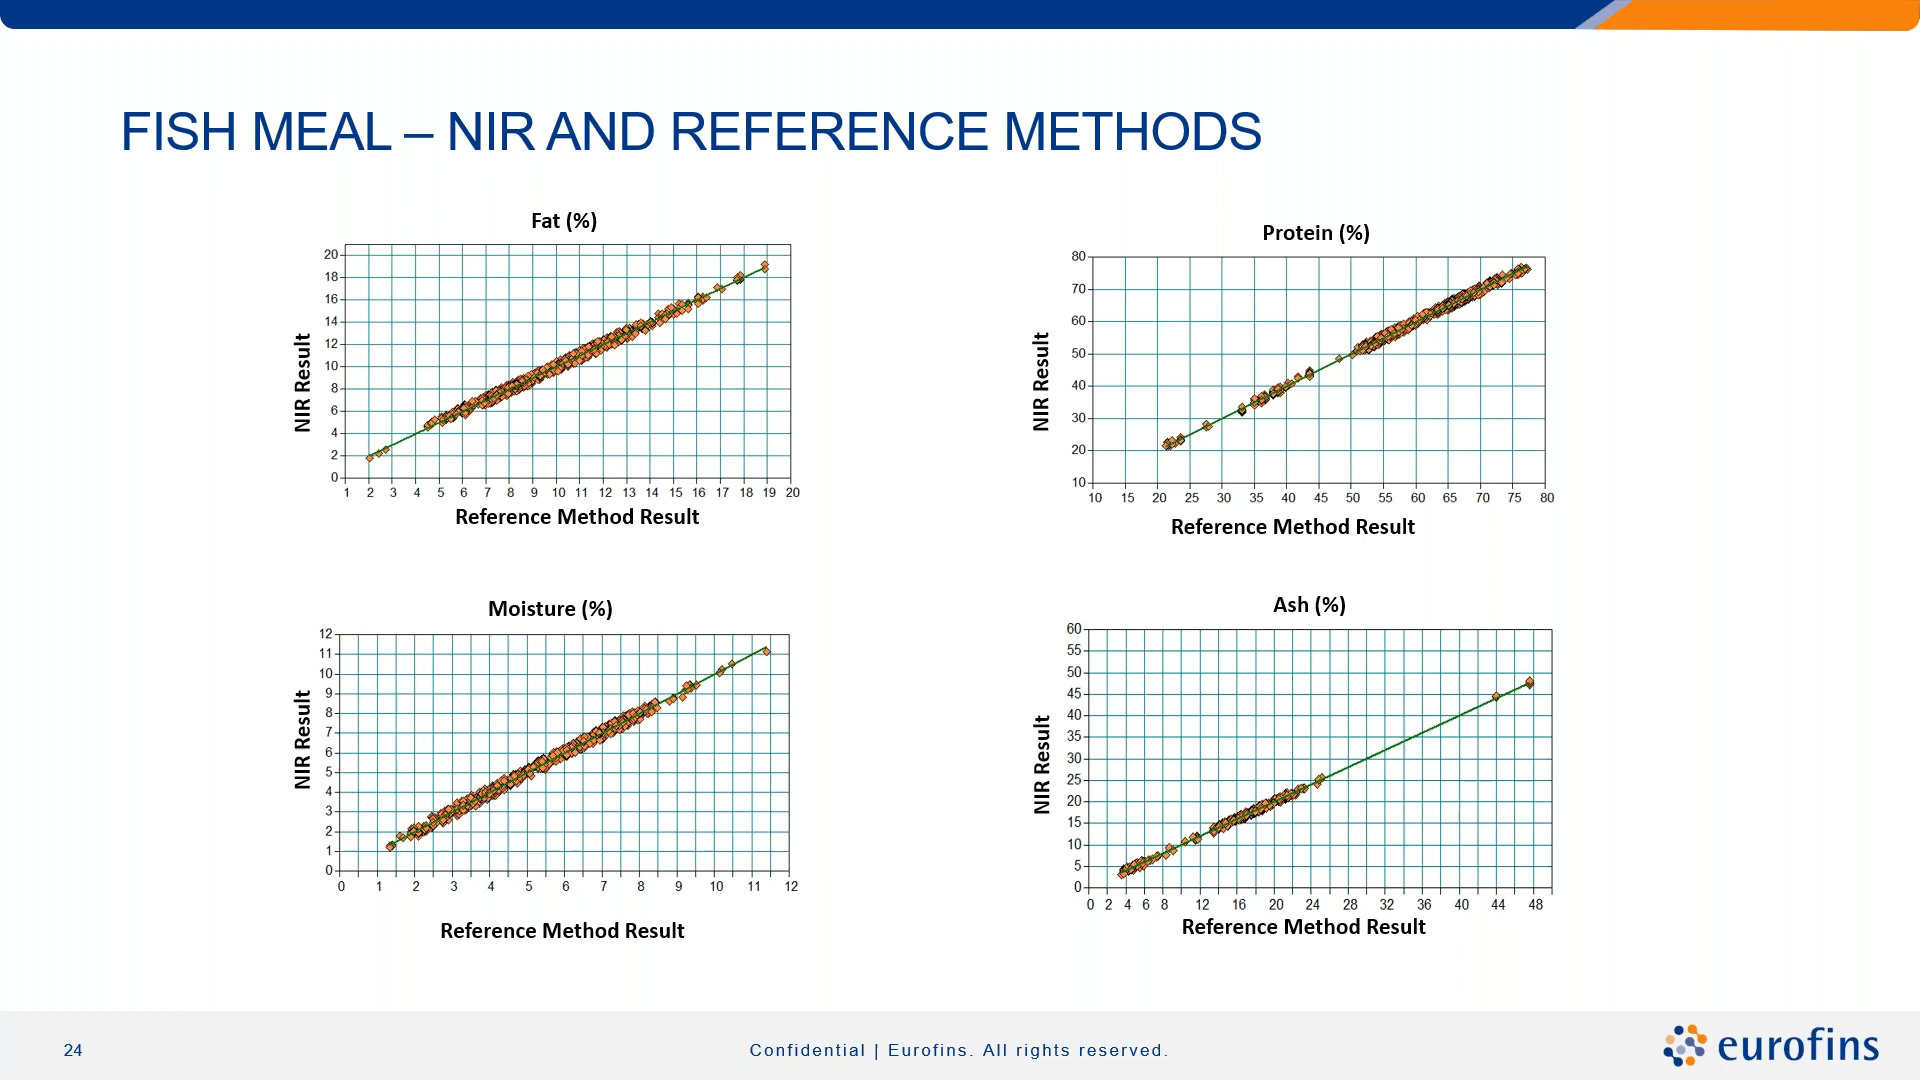 FISH MEAL – NIR AND REFERENCE METHODS
Fat (%)
NIR Result
20
18
16
14
12
10
8
6
4
2
0
1 2 3 4 5 6 7 8 9 10 11 12 13 14 15 16 17 18 19 20
Reference Method Result
Protein (%)
NIR Result
80
70
60
50
40
30
20
10
10 15 20 25 30 35 40 45 50 55 60 65 70 75 80
Reference Method Result
Moisture (%)
NIR Result
12
11
10
9
8
7
6
5
4
3
2
1
0
0 1 2 3 4 5 6 7 8 9 10 11 12
Reference Method Result
Ash (%)
NIR Result
60
55
50
45
40
35
30
25
20
15
10
5
0
0 2 4 6 8 12 16 20 24 28 32 36 40 44 48
Reference Method Result
24
Confidential | Eurofins. All rights reserved.
eurofins